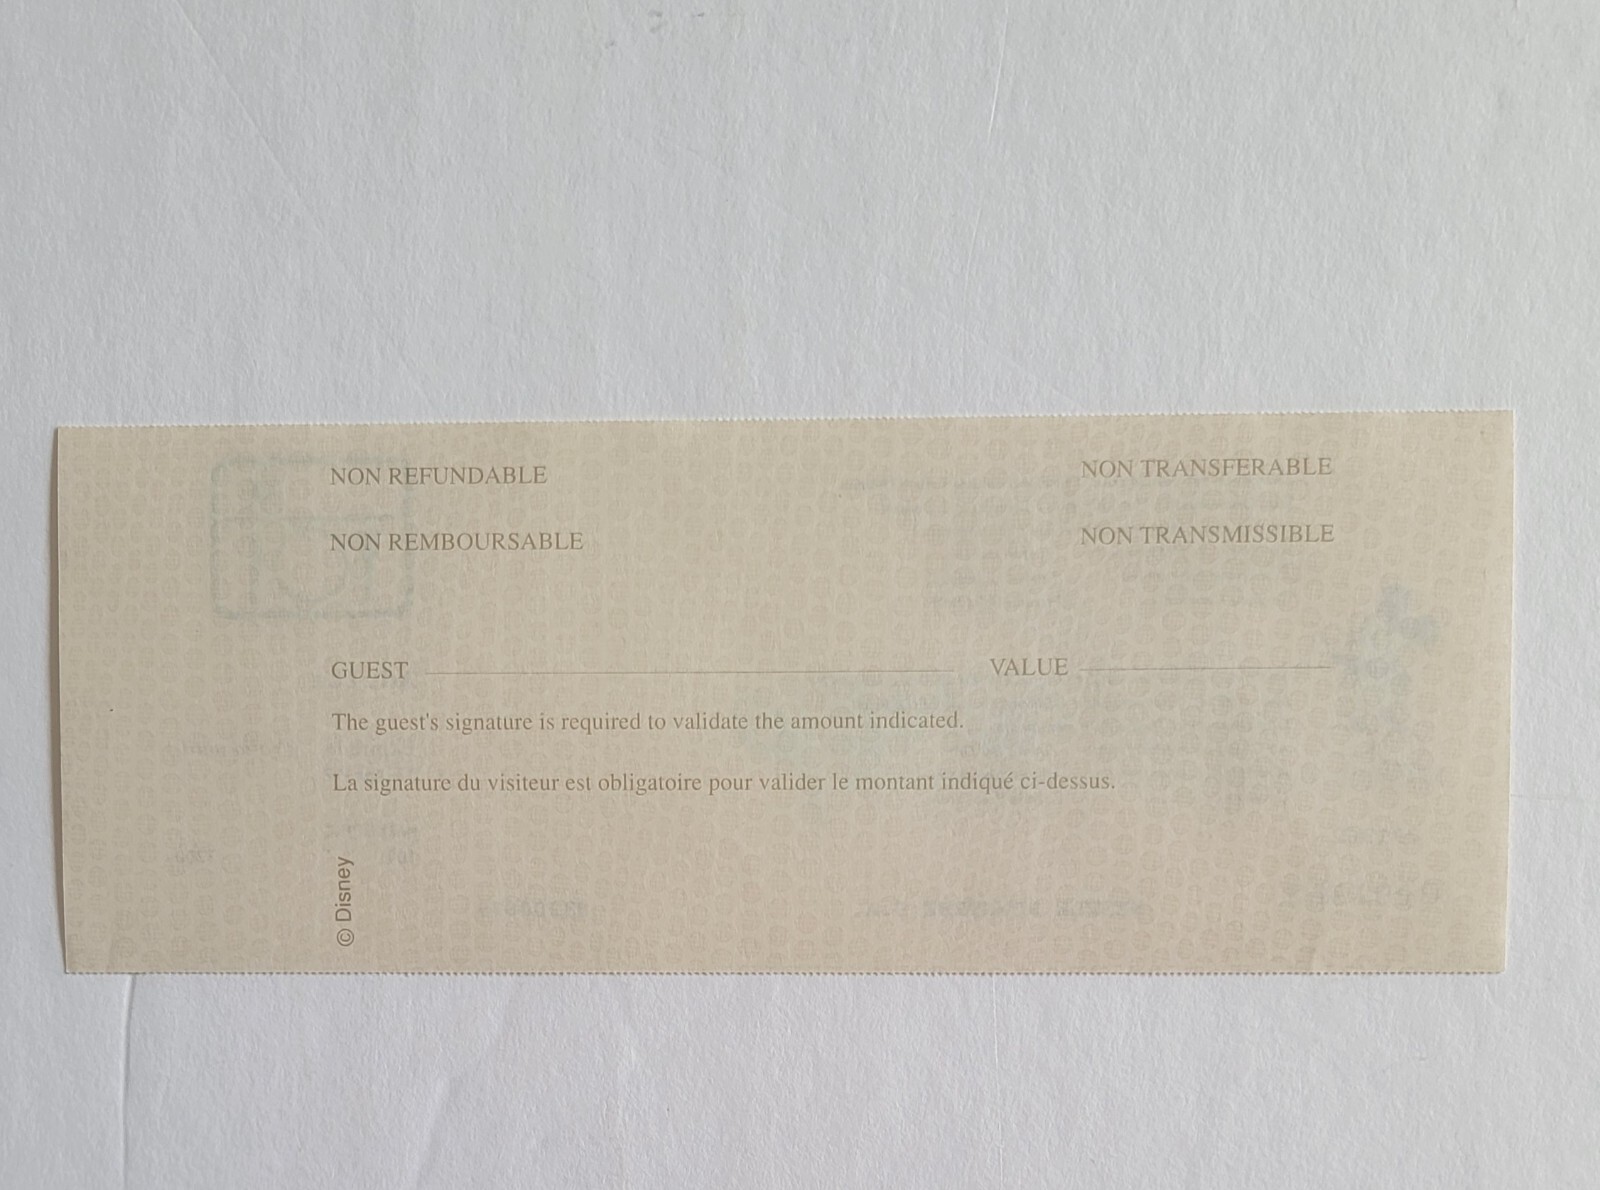 NON REFUNDABLE NON TRANSFERABLE
NON REMBOURSABLE NON TRANSMISSIBLE
GUEST VALUE
The guest's signature is required to validate the amount indicated.
La signature du visiteur est obligatoire pour valider le montant indiqué ci-dessus.
© Disney